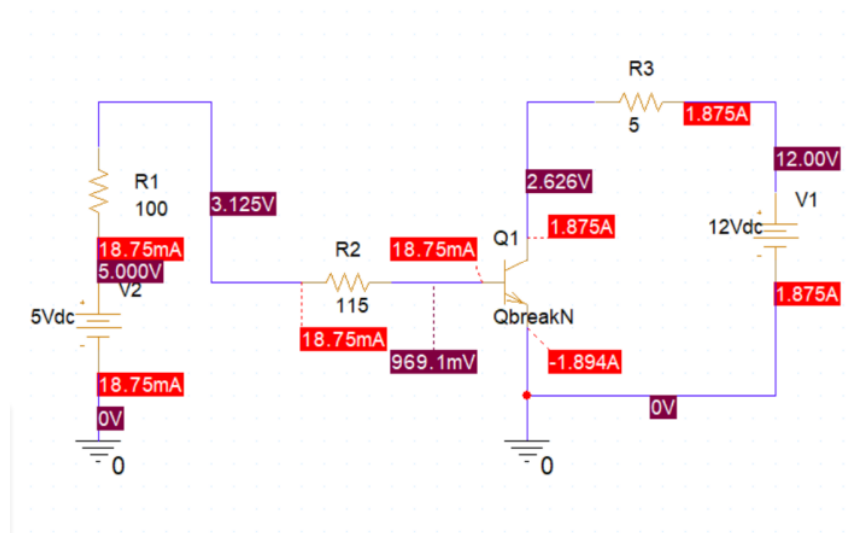 R3
5
1.875A
12.00V
V1
12Vdc
1.875A
R1
100
3.125V
18.75mA
5.000V
V2
5Vdc
18.75mA
0V
0
R2
115
18.75mA
18.75mA
969.1mV
2.626V
1.875A
Q1
QbreakN
-1.894A
0V
0